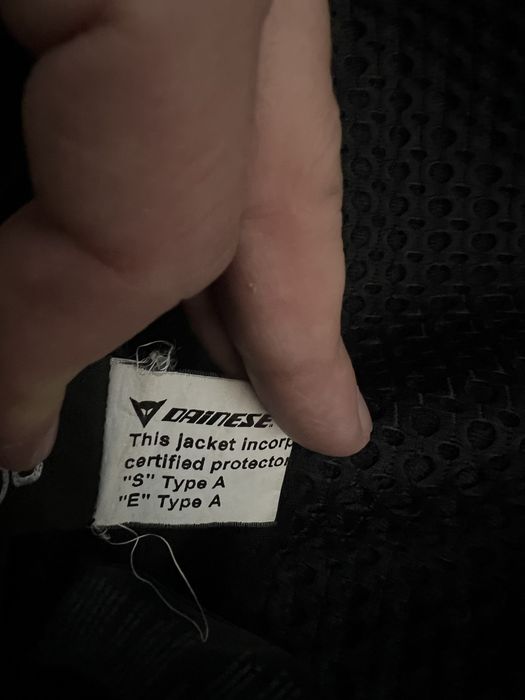 DAINESE
This jacket incorp
certified protector
"S" Type A
"E" Type A